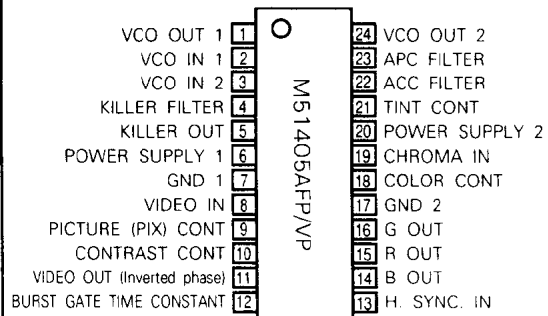 VCO OUT 1 1
VCO IN 1 2
VCO IN 2 3
KILLER FILTER 4
KILLER OUT 5
POWER SUPPLY 1 6
GND 1 7
VIDEO IN 8
PICTURE (PIX) CONT 9
CONTRAST CONT 10
VIDEO OUT (Inverted phase) 11
BURST GATE TIME CONSTANT 12
M51405AFP/VP
24 VCO OUT 2
23 APC FILTER
22 ACC FILTER
21 TINT CONT
20 POWER SUPPLY 2
19 CHROMA IN
18 COLOR CONT
17 GND 2
16 G OUT
15 R OUT
14 B OUT
13 H. SYNC. IN